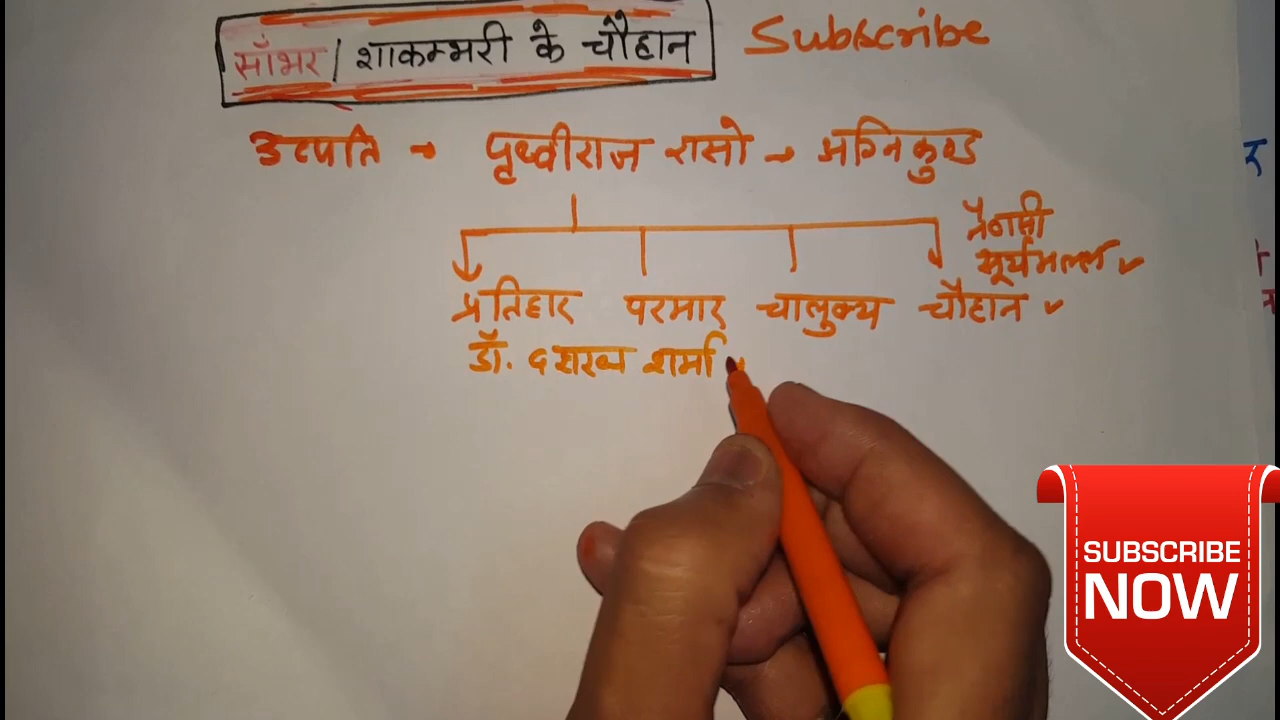 साँभर / शाकम्भरी के चौहान
Subscribe
उत्पति → पृथ्वीराज रासो → अग्निकुण्ड
नैणसी
सूर्यमल्ल ✓
प्रतिहार परमार चालुक्य चौहान ✓
डॉ. दशरथ शर्मा
SUBSCRIBE
NOW